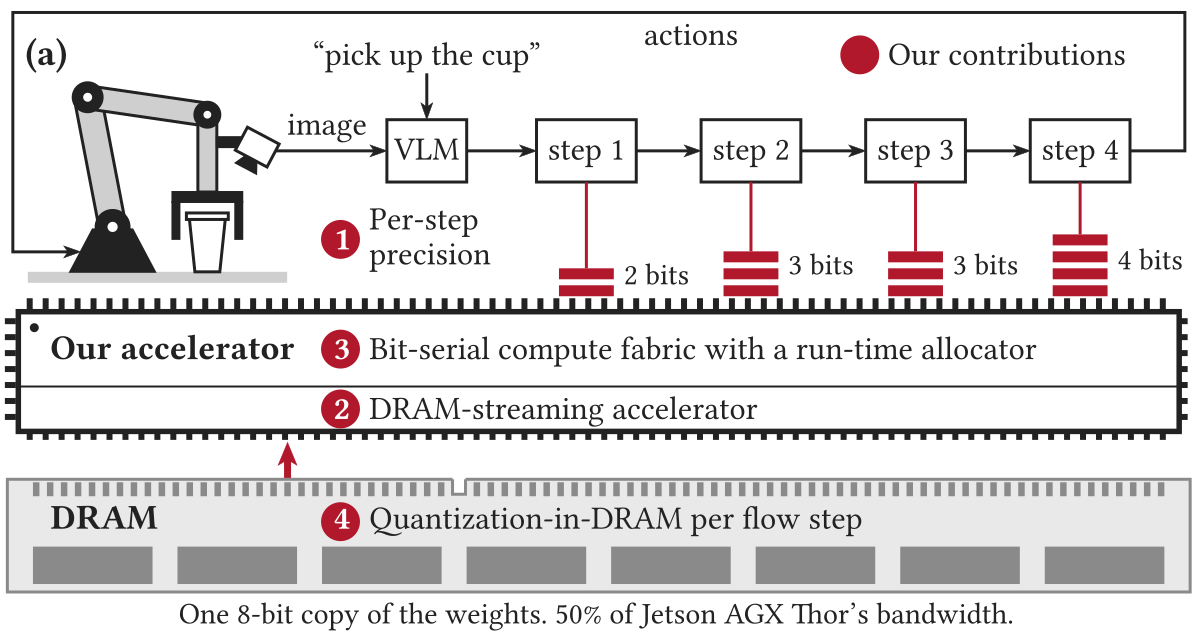 (a)
"pick up the cup"
actions
Our contributions
image
VLM
step 1
step 2
step 3
step 4
1 Per-step
precision
2 bits
3 bits
3 bits
4 bits
Our accelerator
3 Bit-serial compute fabric with a run-time allocator
2 DRAM-streaming accelerator
DRAM
4 Quantization-in-DRAM per flow step
One 8-bit copy of the weights. 50% of Jetson AGX Thor's bandwidth.